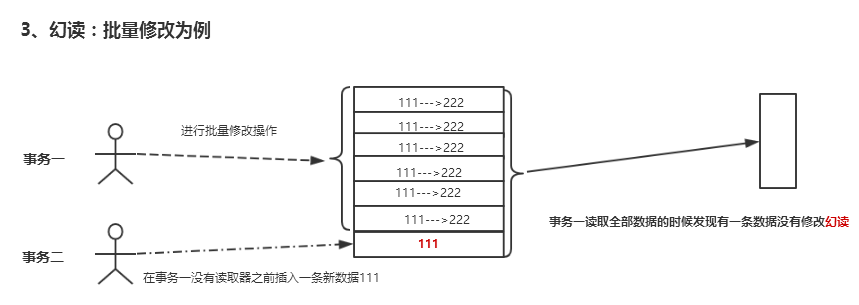 3、幻读：批量修改为例
111--->222
进行批量修改操作
111--->222
111--->222
事务一
111--->222
111--->222
111--->222
事务一读取全部数据的时候发现有一条数据没有修改幻读
111
事务二
在事务一没有读取器之前插入一条新数据111